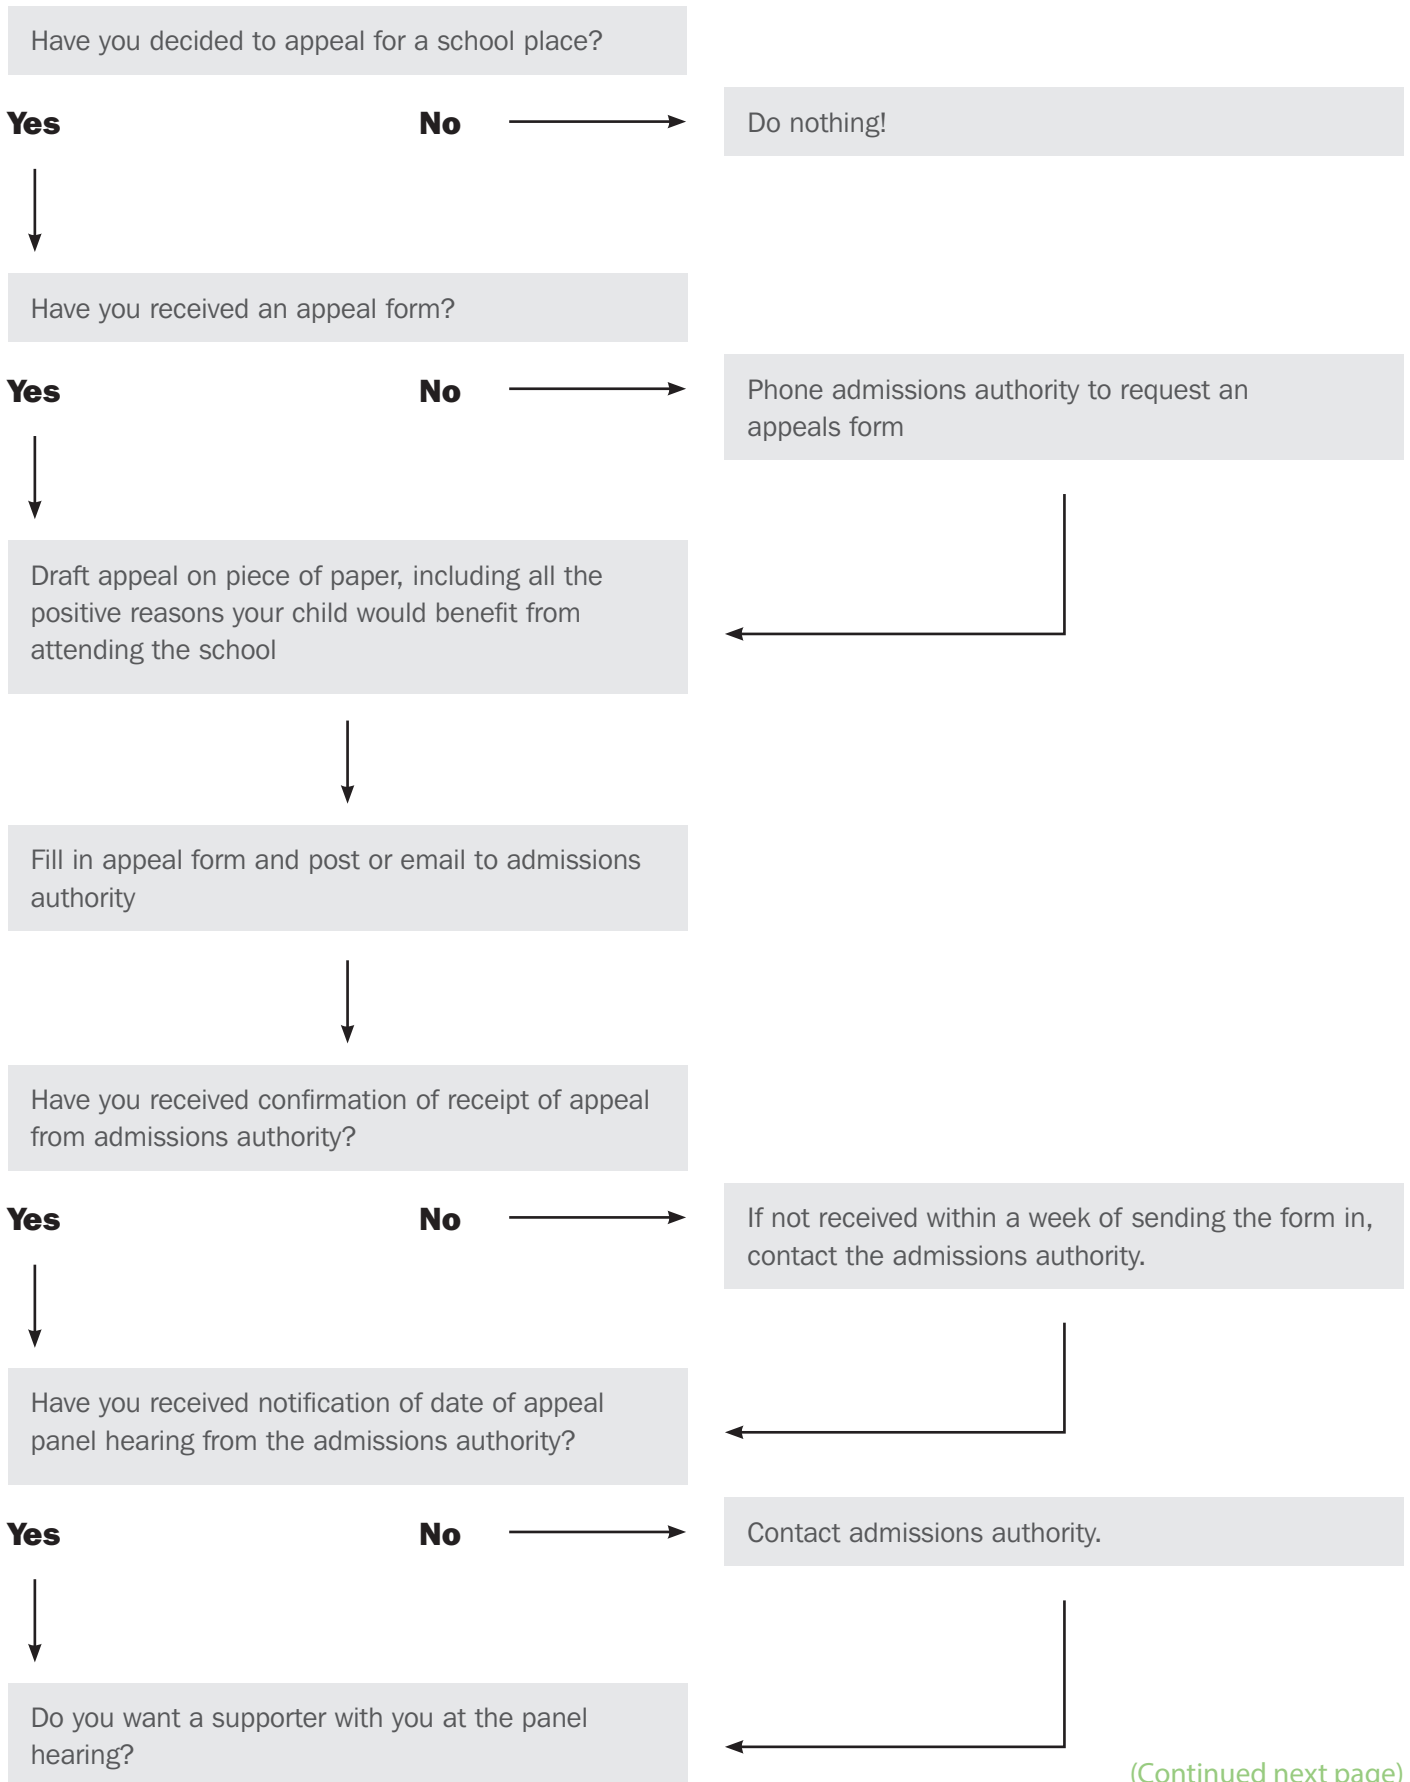 Have you decided to appeal for a school place?
Yes
No
Do nothing!
Have you received an appeal form?
Yes
No
Phone admissions authority to request an
appeals form
Draft appeal on piece of paper, including all the
positive reasons your child would benefit from
attending the school
Fill in appeal form and post or email to admissions
authority
Have you received confirmation of receipt of appeal
from admissions authority?
Yes
No
If not received within a week of sending the form in,
contact the admissions authority.
Have you received notification of date of appeal
panel hearing from the admissions authority?
Yes
No
Contact admissions authority.
Do you want a supporter with you at the panel
hearing?
(Continued next page)